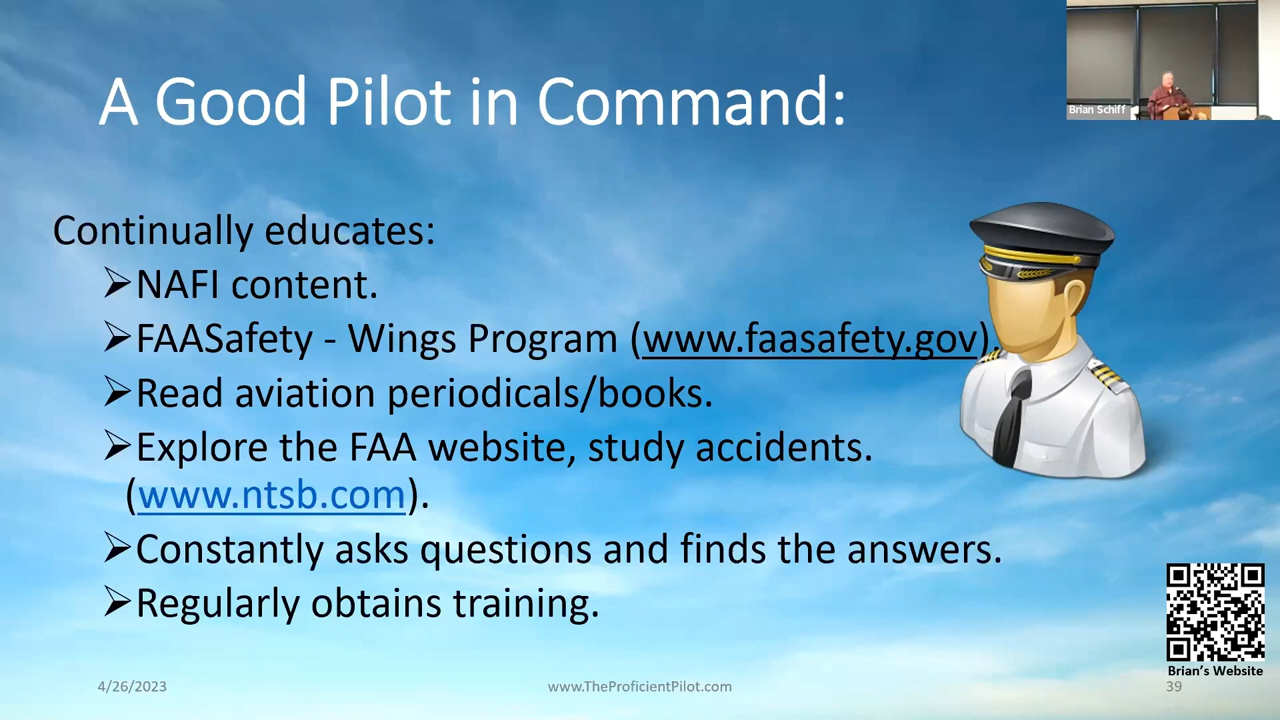 A Good Pilot in Command:
Brian Schiff
Continually educates:
➢NAFI content.
➢FAASafety - Wings Program (www.faasafety.gov).
➢Read aviation periodicals/books.
➢Explore the FAA website, study accidents.
(www.ntsb.com).
➢Constantly asks questions and finds the answers.
➢Regularly obtains training.
Brian's Website
4/26/2023
www.TheProficientPilot.com
39